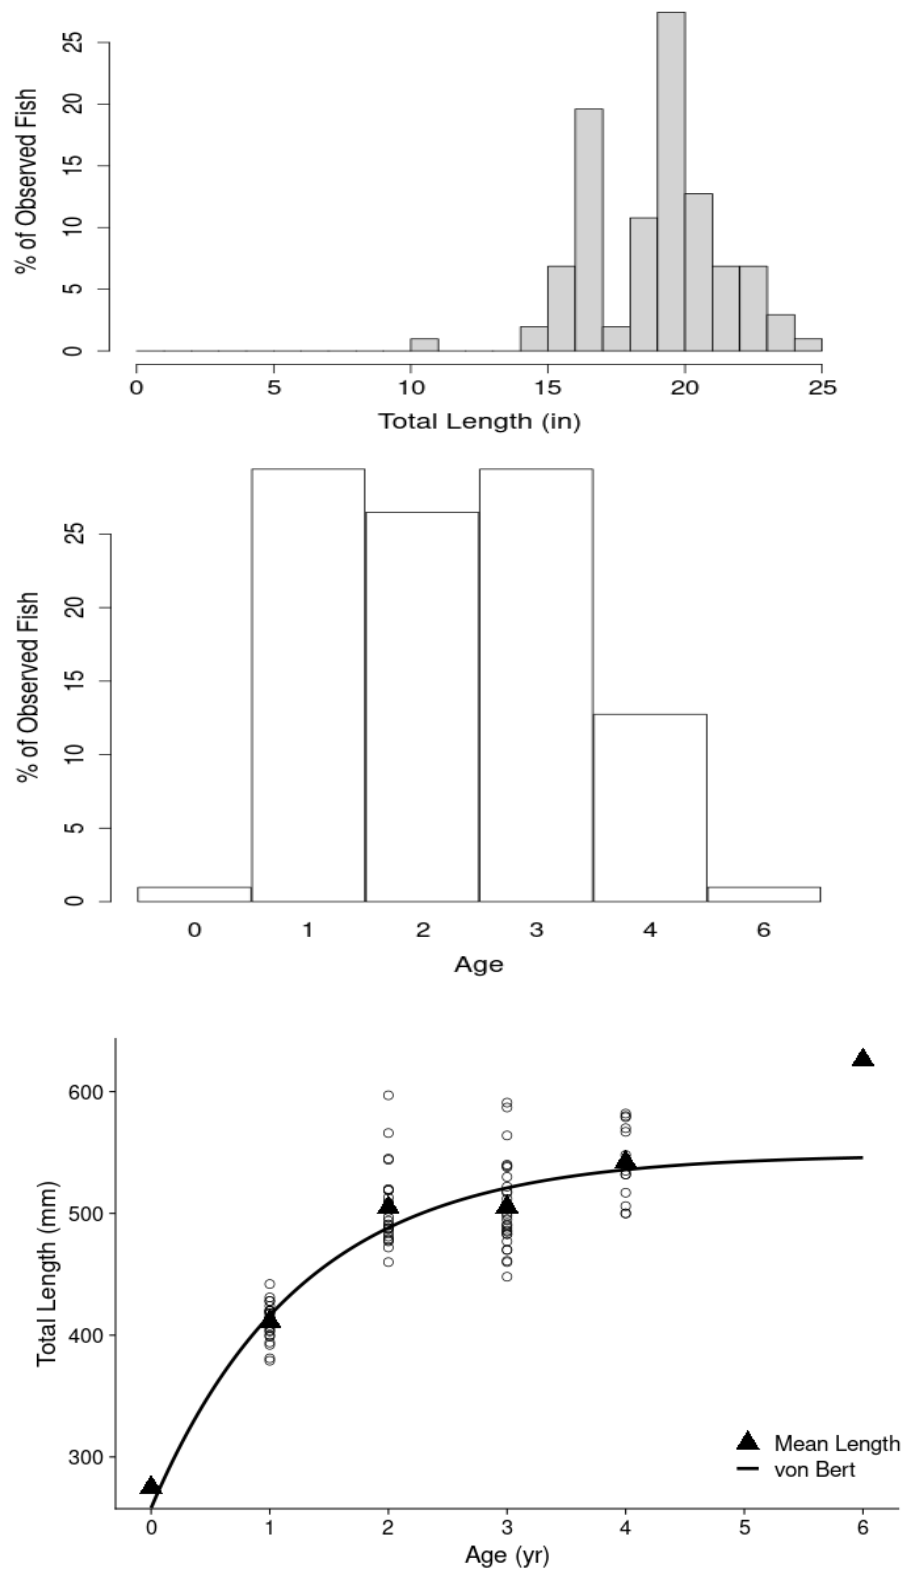 % of Observed Fish
25
20
15
10
5
0
0 5 10 15 20 25
Total Length (in)
% of Observed Fish
25
20
15
10
5
0
0 1 2 3 4 6
Age
Total Length (mm)
600
500
400
300
Mean Length
von Bert
0 1 2 3 4 5 6
Age (yr)